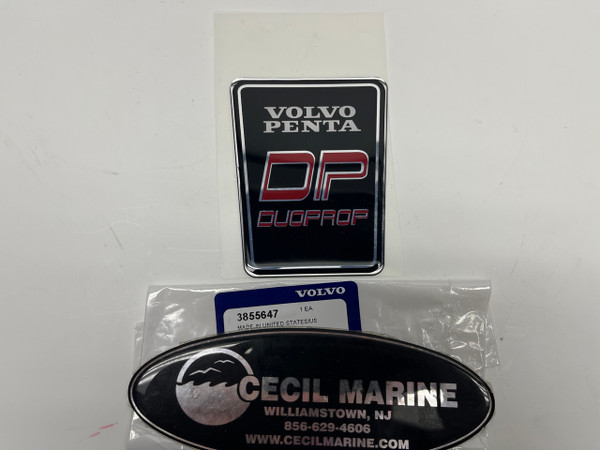 VOLVO
PENTA
DP
DUOPROP
VOLVO
3855647 1 EA
MADE IN UNITED STATES/US
CECIL MARINE
WILLIAMSTOWN, NJ
856-629-4606
WWW.CECILMARINE.COM